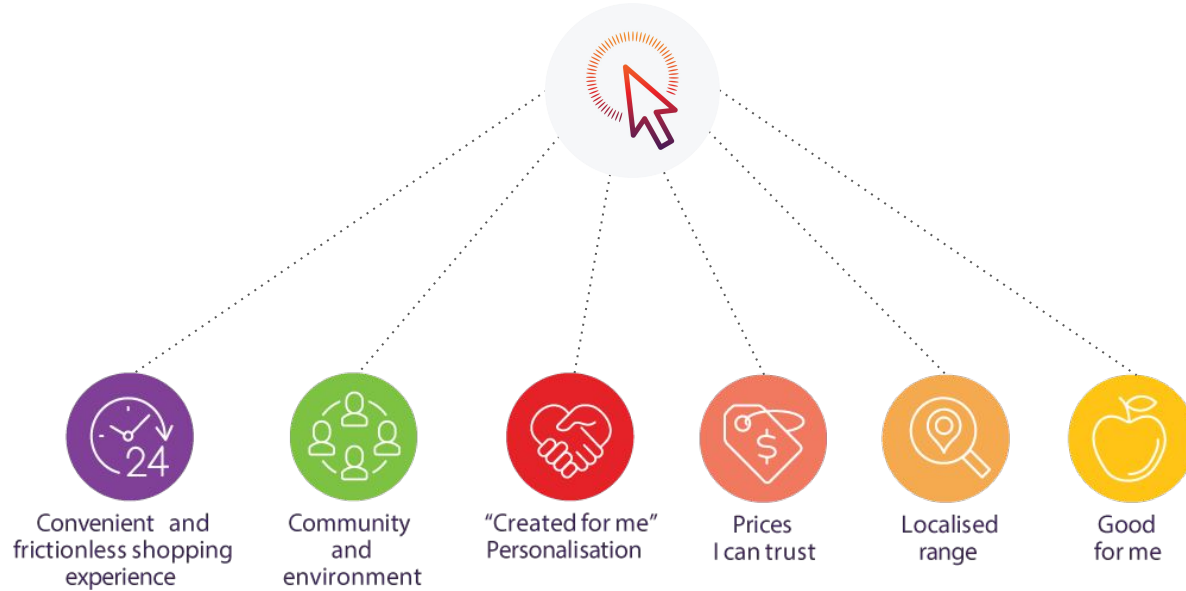 24
$
Convenient and
frictionless shopping
experience
Community
and
environment
“Created for me”
Personalisation
Prices
I can trust
Localised
range
Good
for me